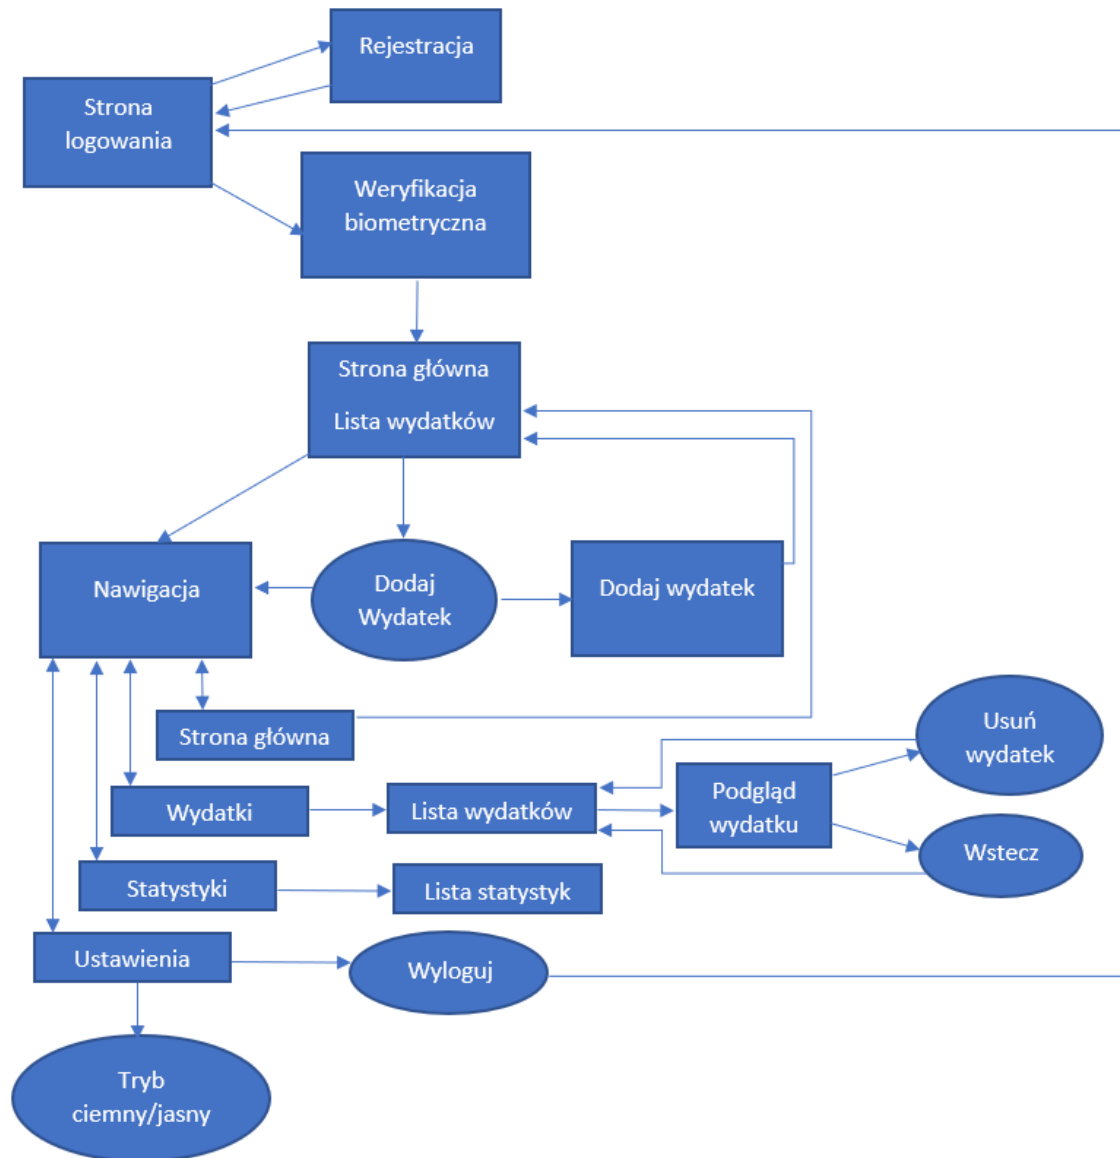 Rejestracja
Strona
logowania
Weryfikacja
biometryczna
Strona główna
Lista wydatków
Nawigacja
Dodaj
Wydatek
Dodaj wydatek
Strona główna
Usuń
wydatek
Wydatki
Lista wydatków
Podgląd
wydatku
Wstecz
Statystyki
Lista statystyk
Ustawienia
Wyloguj
Tryb
ciemny/jasny